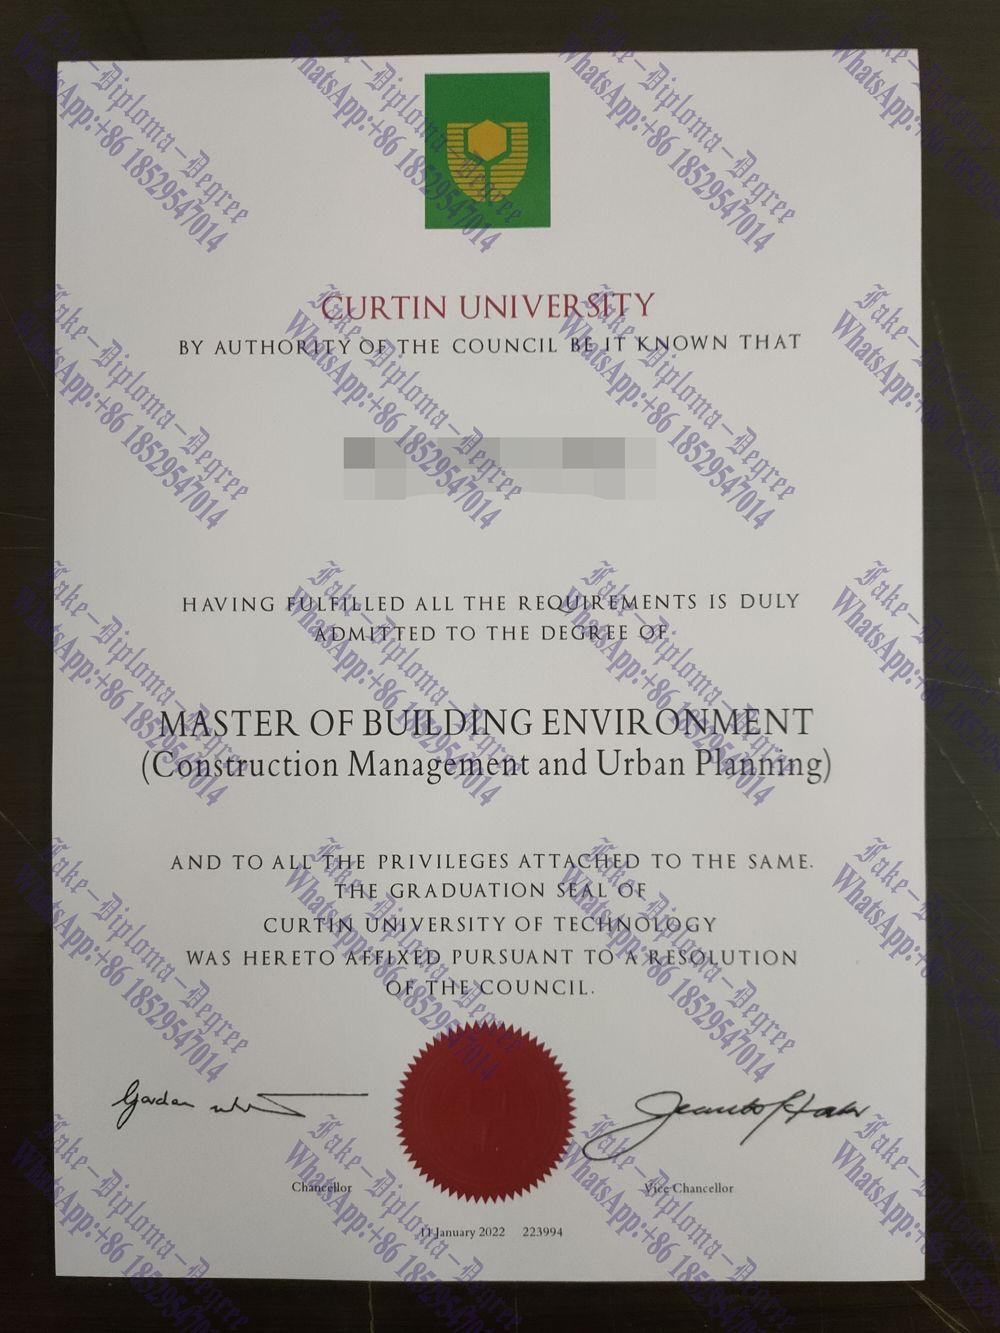 CURTIN UNIVERSITY
BY AUTHORITY OF THE COUNCIL BE IT KNOWN THAT
HAVING FULFILLED ALL THE REQUIREMENTS IS DULY
ADMITTED TO THE DEGREE OF
MASTER OF BUILDING ENVIRONMENT
(Construction Management and Urban Planning)
AND TO ALL THE PRIVILEGES ATTACHED TO THE SAME.
THE GRADUATION SEAL OF
CURTIN UNIVERSITY OF TECHNOLOGY
WAS HERETO AFFIXED PURSUANT TO A RESOLUTION
OF THE COUNCIL.
Chancellor
Vice Chancellor
11 January 2022 223994
Fake-Diploma-Degree
WhatsApp:+86 18529547014